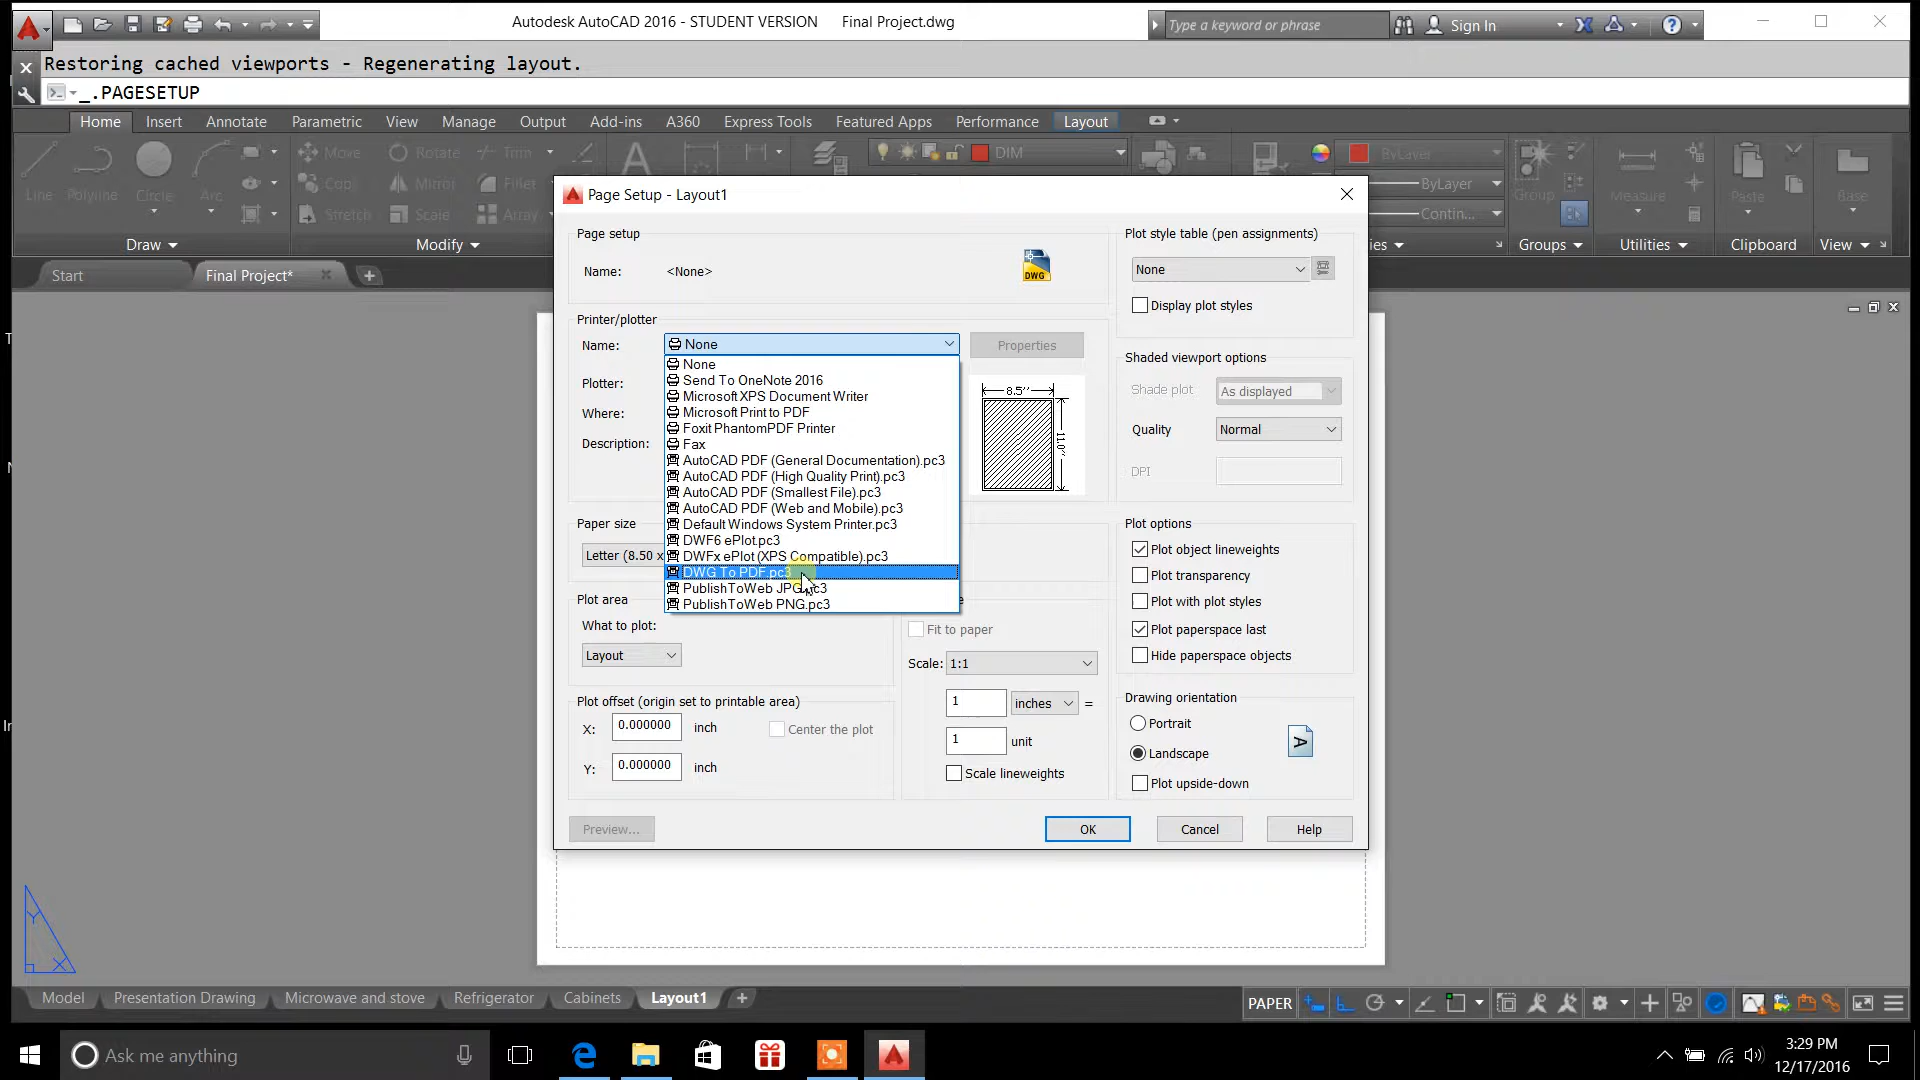 Autodesk AutoCAD 2016 - STUDENT VERSION Final Project.dwg
Type a keyword or phrase
Sign In
Restoring cached viewports - Regenerating layout.
_.PAGESETUP
Home Insert Annotate Parametric View Manage Output Add-ins A360 Express Tools Featured Apps Performance Layout
Move Rotate Trim DIM ByLayer
Copy Mirror Fillet ByLayer
Line Polyline Circle Arc Group Measure Paste Base
Stretch Scale Array Contin...
Draw Modify Groups Utilities Clipboard View
Start Final Project*
Page Setup - Layout1
Page setup
Name: <None>
DWG
Plot style table (pen assignments)
None
Display plot styles
Printer/plotter
Name: None
Properties
None
Send To OneNote 2016
Microsoft XPS Document Writer
Microsoft Print to PDF
Foxit PhantomPDF Printer
Fax
AutoCAD PDF (General Documentation).pc3
AutoCAD PDF (High Quality Print).pc3
AutoCAD PDF (Smallest File).pc3
AutoCAD PDF (Web and Mobile).pc3
Default Windows System Printer.pc3
DWF6 ePlot.pc3
DWFx ePlot (XPS Compatible).pc3
DWG To PDF.pc3
PublishToWeb JPG.pc3
PublishToWeb PNG.pc3
Plotter:
Where:
Description:
8.5''
11.0''
Shaded viewport options
Shade plot As displayed
Quality Normal
DPI
Paper size
Letter (8.50 x
Plot area
What to plot:
Layout
Fit to paper
Scale: 1:1
1 inches =
1 unit
Scale lineweights
Plot offset (origin set to printable area)
X: 0.000000 inch Center the plot
Y: 0.000000 inch
Plot options
Plot object lineweights
Plot transparency
Plot with plot styles
Plot paperspace last
Hide paperspace objects
Drawing orientation
Portrait
Landscape
Plot upside-down
A
Preview... OK Cancel Help
Y
X
Model Presentation Drawing Microwave and stove Refrigerator Cabinets Layout1
PAPER
Ask me anything
3:29 PM
12/17/2016